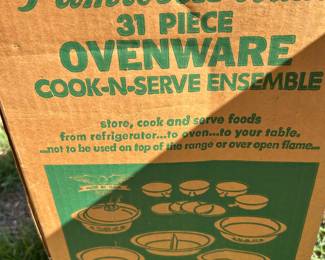 31 PIECE
OVENWARE
COOK-N-SERVE ENSEMBLE
store, cook and serve foods
from refrigerator...to oven...to your table.
...not to be used on top of the range or over open flame...